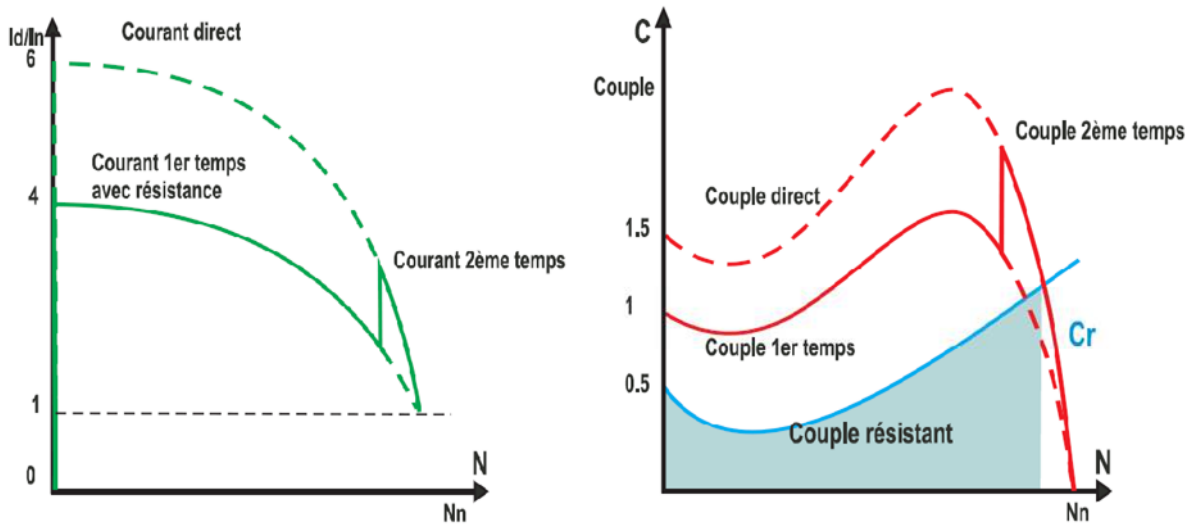 Id/In
6
Courant direct
Courant 1er temps
avec résistance
4
Courant 2ème temps
1
0
N
Nn
C
Couple
Couple 2ème temps
Couple direct
1.5
1
Couple 1er temps
Cr
0.5
Couple résistant
N
Nn